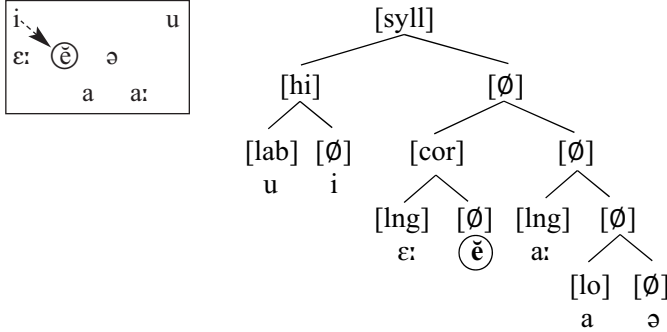 i u
ɛː ĕ ə
a aː
[syll]
[hi] [Ø]
[lab] [Ø] [cor] [Ø]
u i
[lng] [Ø] [lng] [Ø]
ɛː ĕ aː
[lo] [Ø]
a ə